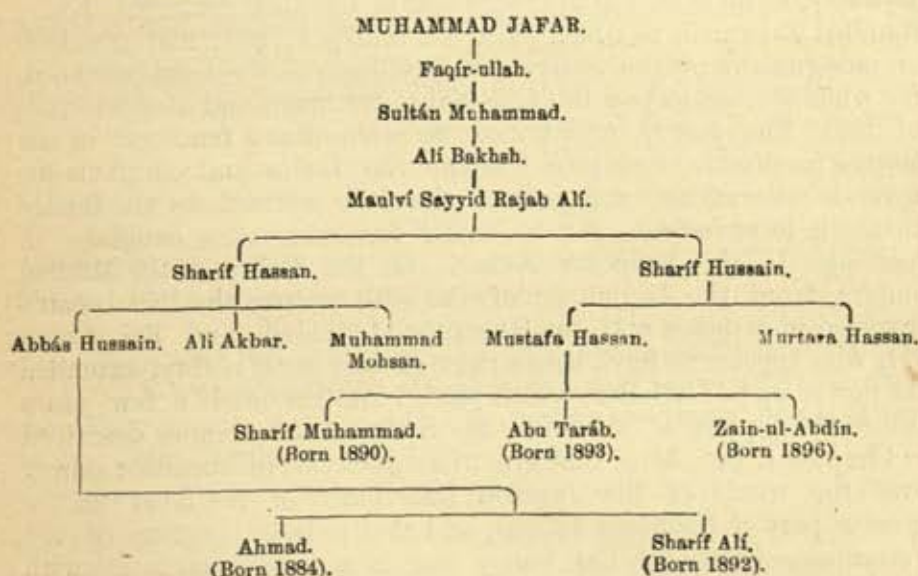 MUHAMMAD JAFAR.
Faqír-ullah.
Sultán Muhammad.
Alí Bakhsh.
Maulví Sayyid Rajab Alí.
Sharíf Hassan. Sharíf Hussain.
Abbás Hussain. Ali Akbar. Muhammad Mohsan. Mustafa Hassan. Murtaza Hassan.
Sharíf Muhammad. Abu Taráb. Zain-ul-Abdín.
(Born 1890). (Born 1893). (Born 1896).
Ahmad. Sharíf Alí.
(Born 1884). (Born 1892).